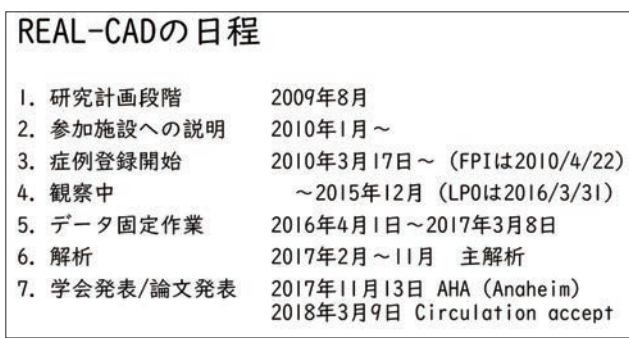 REAL-CADの日程
1. 研究計画段階 2009年8月
2. 参加施設への説明 2010年1月～
3. 症例登録開始 2010年3月17日～（FPIは2010/4/22）
4. 観察中 ～2015年12月（LPOは2016/3/31）
5. データ固定作業 2016年4月1日～2017年3月8日
6. 解析 2017年2月～11月 主解析
7. 学会発表/論文発表 2017年11月13日 AHA（Anaheim）
2018年3月9日 Circulation accept